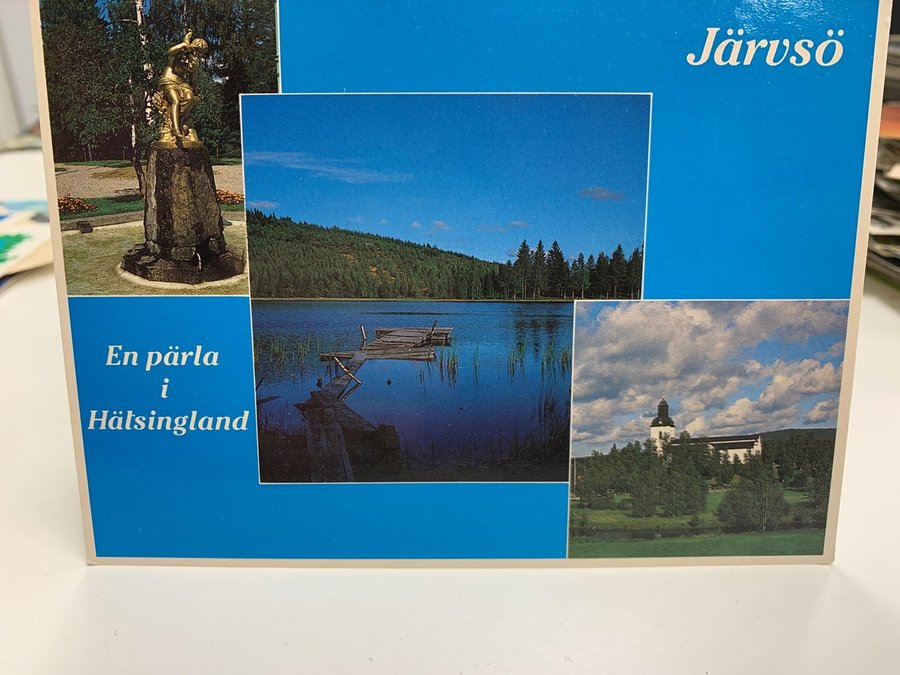 Järvsö
En pärla
i
Hälsingland